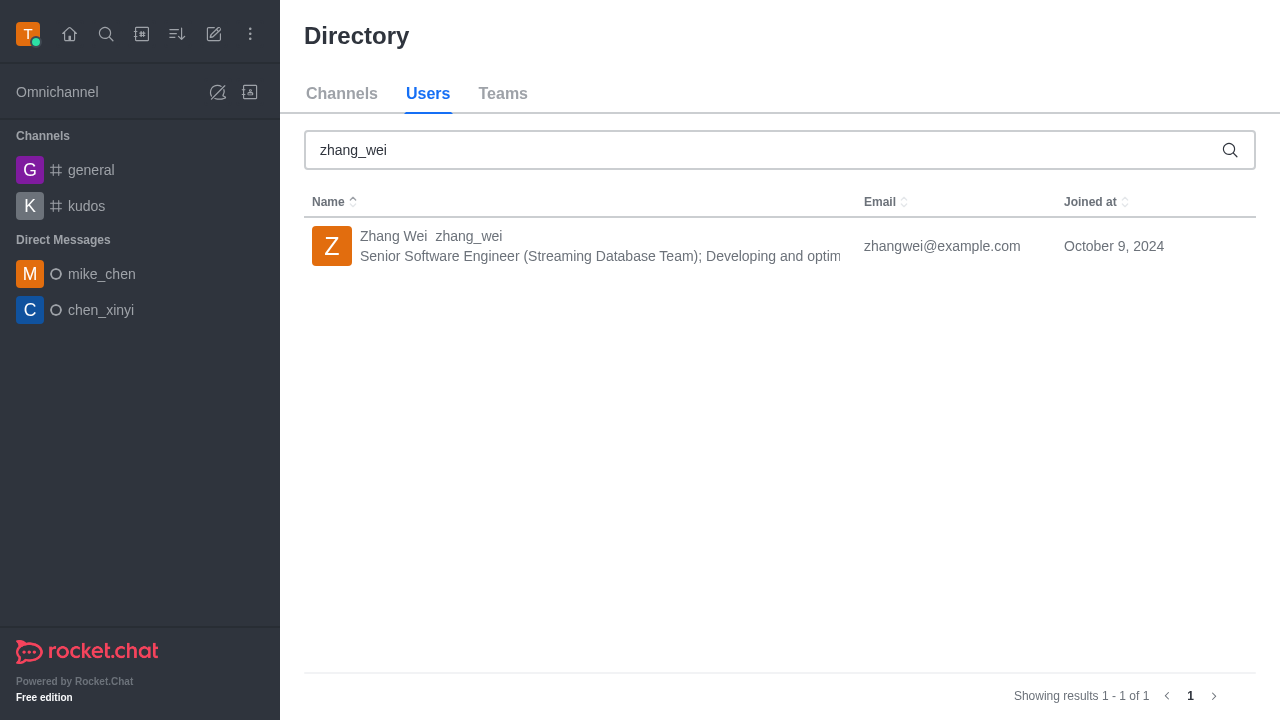 T
Directory
Channels Users Teams
Omnichannel
zhang_wei
Channels
G general
K kudos
Direct Messages
M mike_chen
C chen_xinyi
Name Email Joined at
Z Zhang Wei zhang_wei zhangwei@example.com October 9, 2024
Senior Software Engineer (Streaming Database Team); Developing and optim
rocket.chat
Powered by Rocket.Chat
Free edition
Showing results 1 - 1 of 1 1